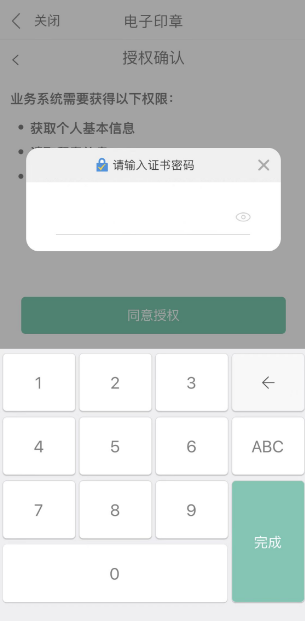 关闭 电子印章
授权确认
业务系统需要获得以下权限：
• 获取个人基本信息
请输入证书密码
同意授权
1 2 3 ←
4 5 6 ABC
7 8 9
完成
0